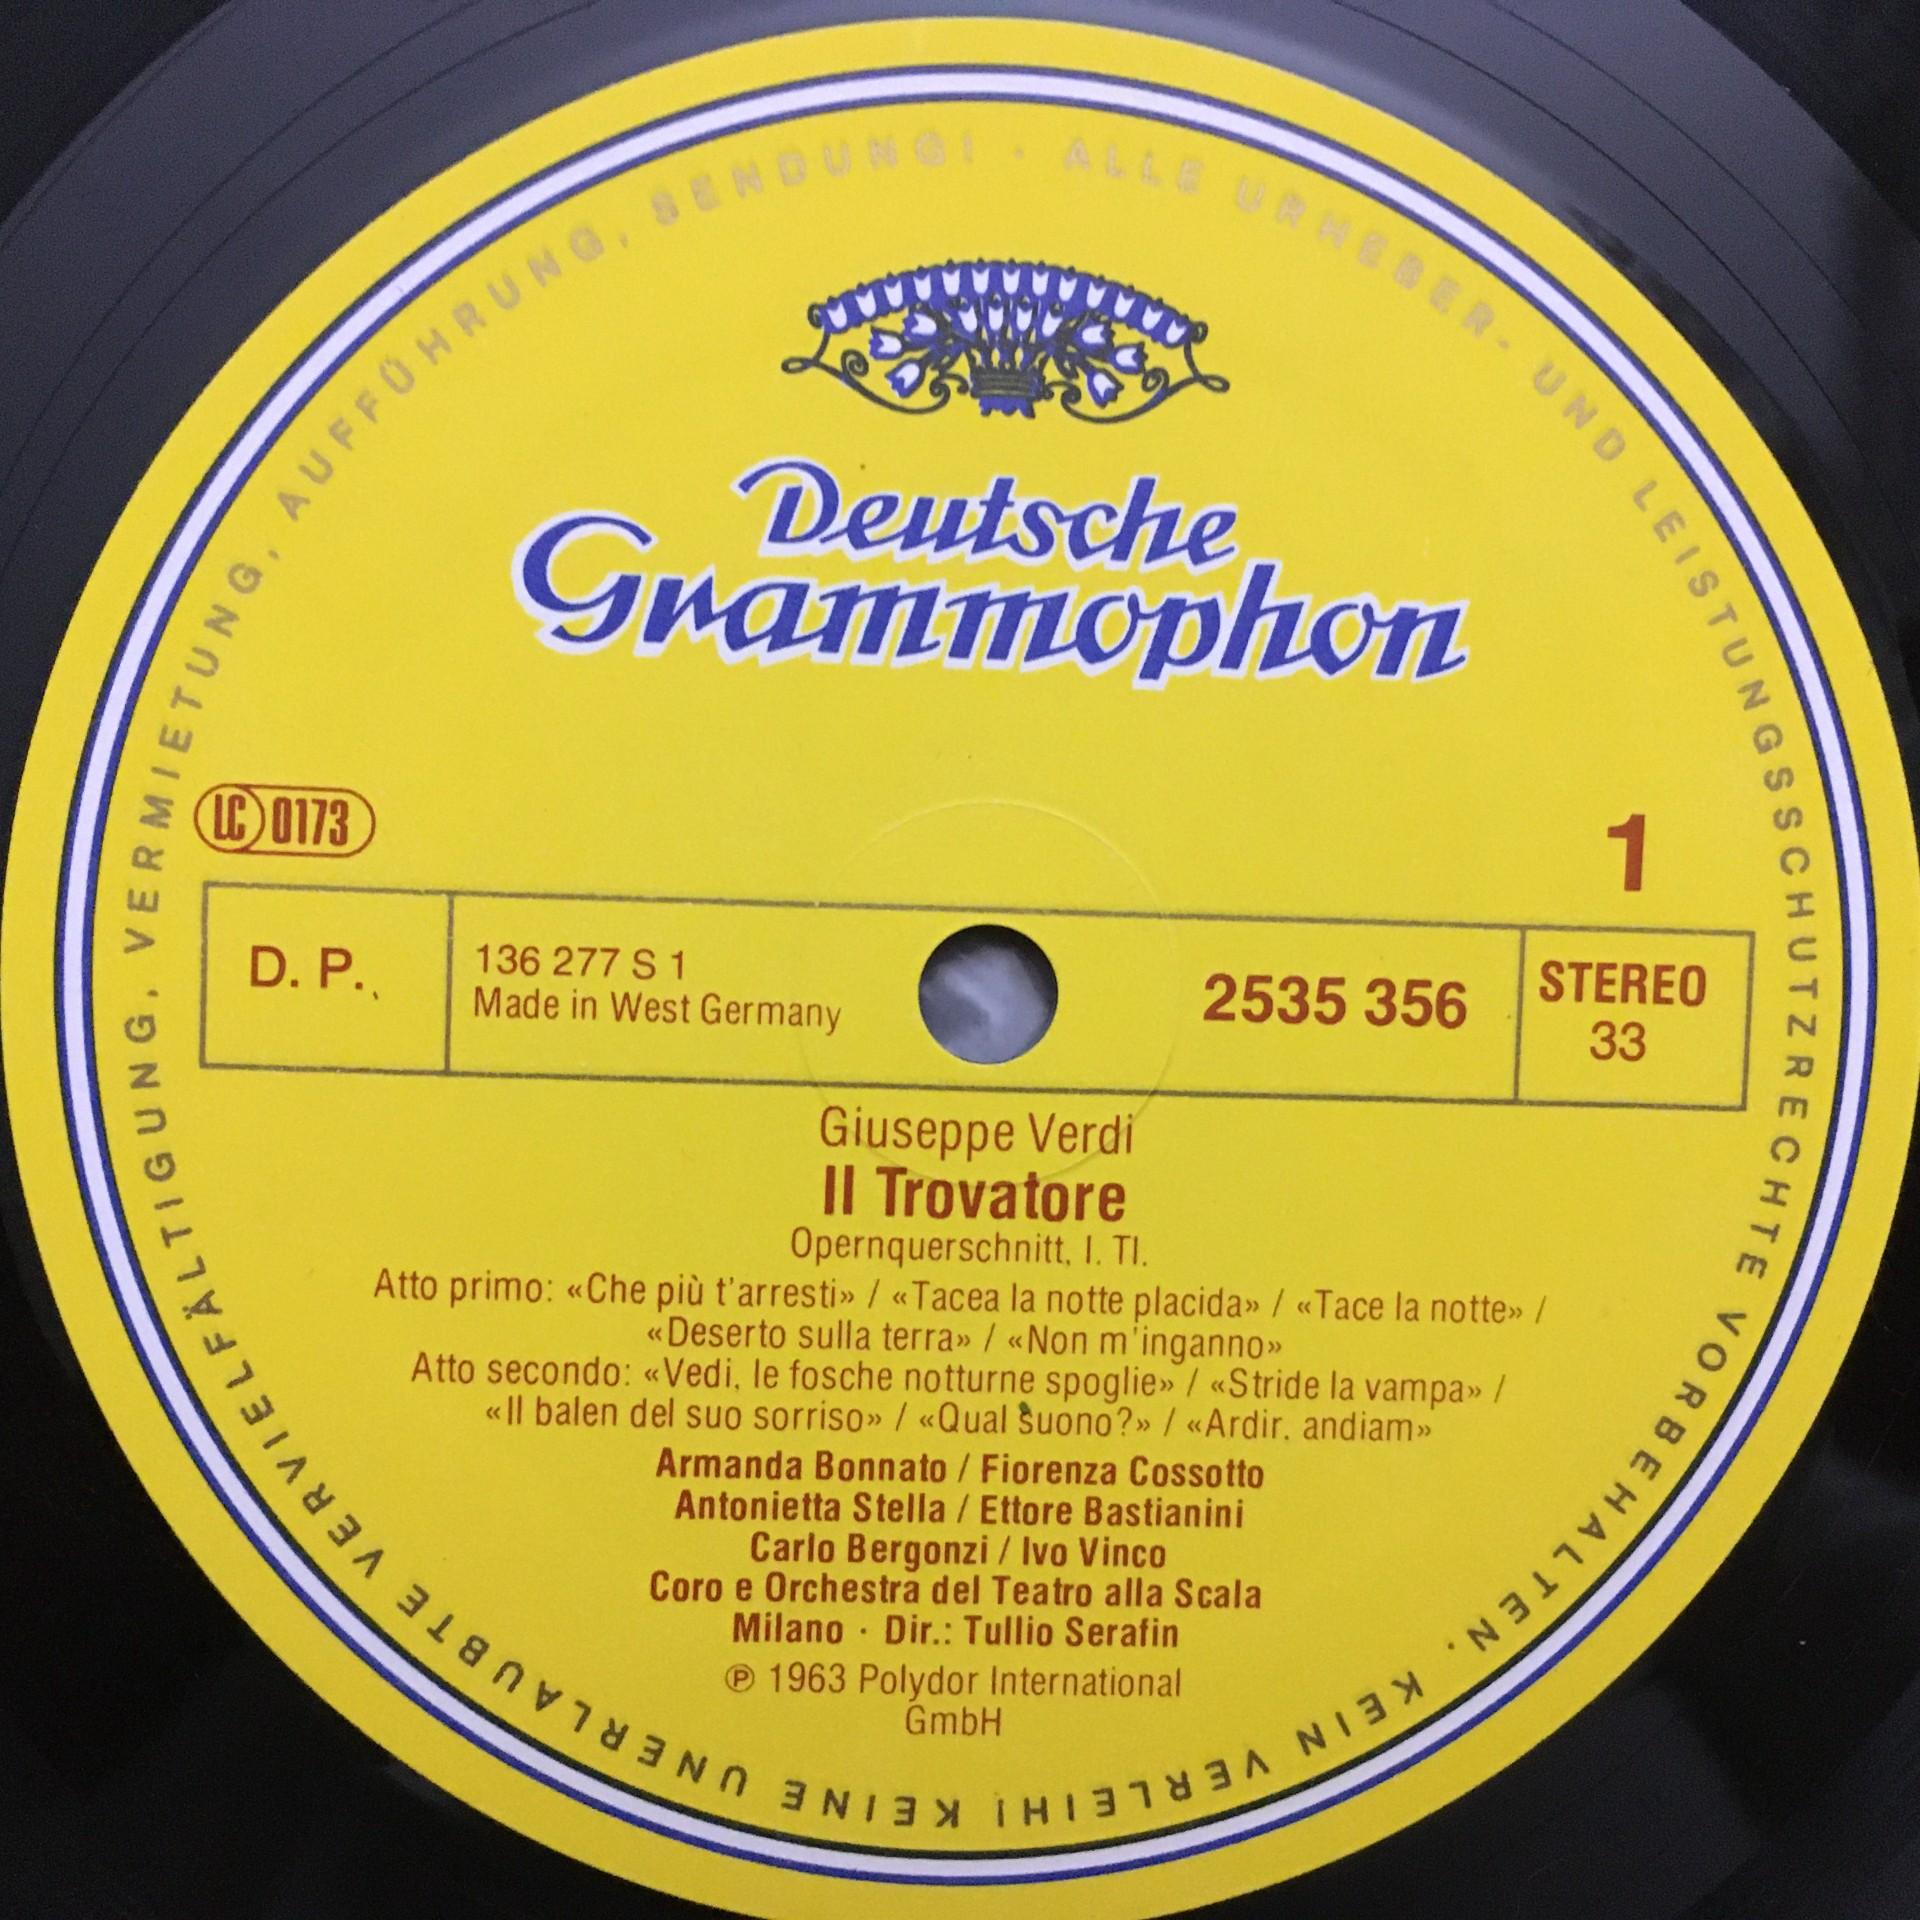 ALLE URHEBER- UND LEISTUNGSSCHUTZRECHTE VORBEHALTEN. KEIN VERLEIH! KEINE UNERLAUBTE VERVIELFÄLTIGUNG, VERMIETUNG, AUFFÜHRUNG, SENDUNG! ·
Deutsche
Grammophon
LC 0173
1
D. P.
136 277 S 1
Made in West Germany
2535 356
STEREO
33
Giuseppe Verdi
Il Trovatore
Opernquerschnitt, I. Tl.
Atto primo: «Che più t'arresti» / «Tacea la notte placida» / «Tace la notte» /
«Deserto sulla terra» / «Non m'inganno»
Atto secondo: «Vedi, le fosche notturne spoglie» / «Stride la vampa» /
«Il balen del suo sorriso» / «Qual suono?» / «Ardir, andiam»
Armanda Bonnato / Fiorenza Cossotto
Antonietta Stella / Ettore Bastianini
Carlo Bergonzi / Ivo Vinco
Coro e Orchestra del Teatro alla Scala
Milano · Dir.: Tullio Serafin
℗ 1963 Polydor International
GmbH